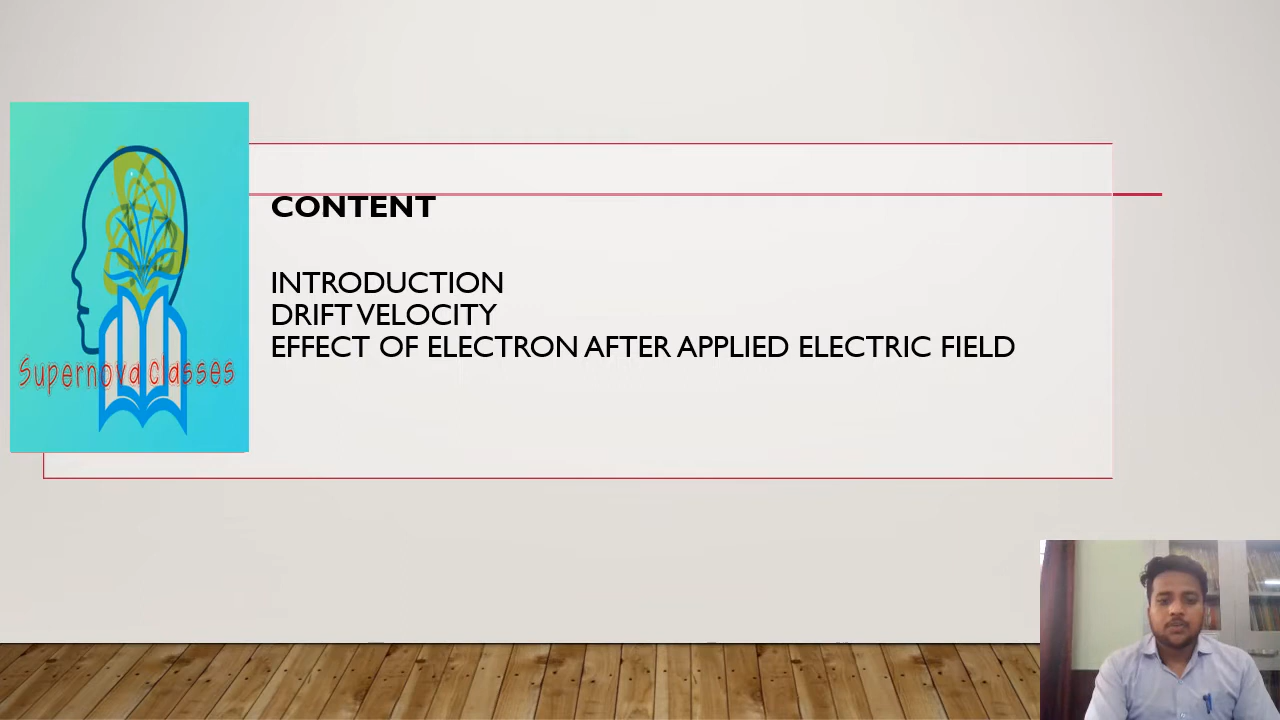 CONTENT
INTRODUCTION
DRIFT VELOCITY
EFFECT OF ELECTRON AFTER APPLIED ELECTRIC FIELD
Supernova Classes